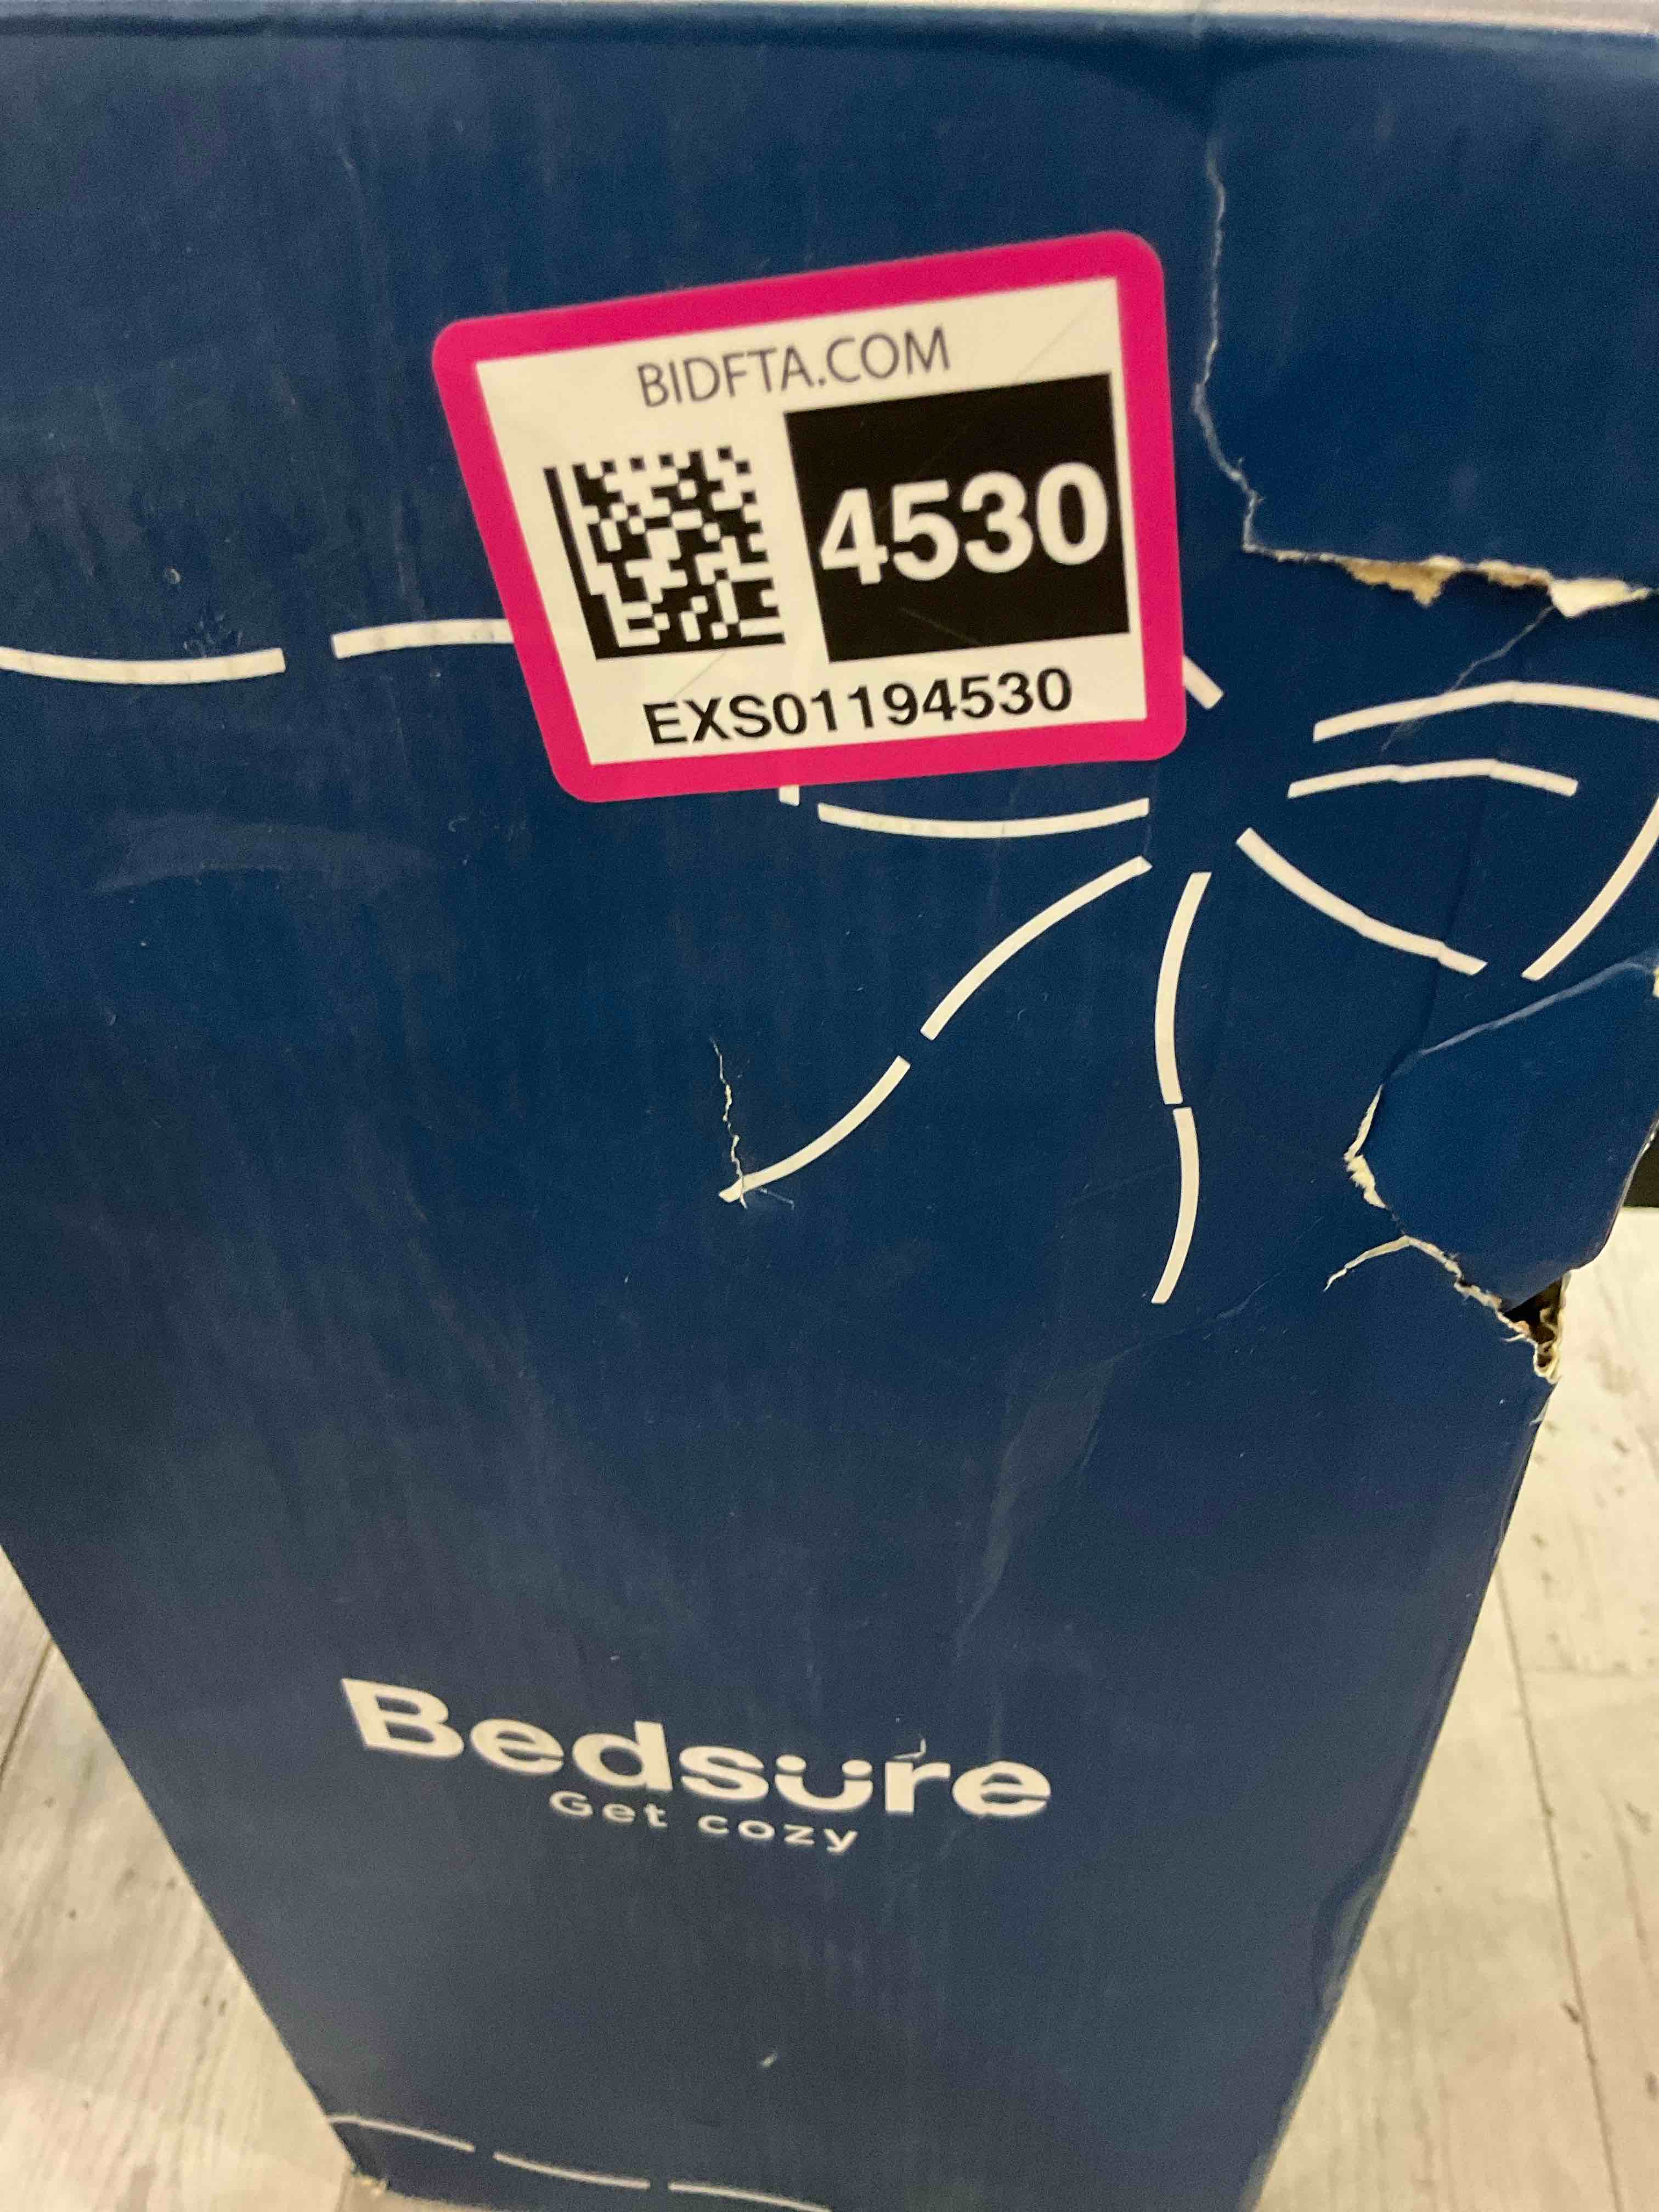 BIDFTA.COM
4530
EXS01194530
Bedsure
Get cozy